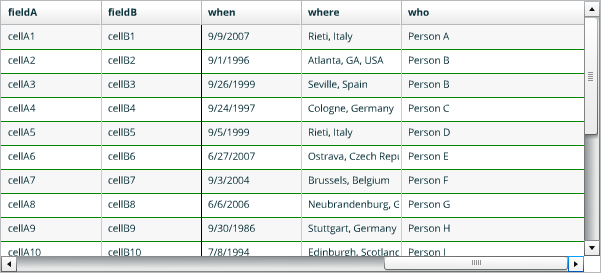 fieldA fieldB when where who
cellA1 cellB1 9/9/2007 Rieti, Italy Person A
cellA2 cellB2 9/1/1996 Atlanta, GA, USA Person B
cellA3 cellB3 9/26/1999 Seville, Spain Person B
cellA4 cellB4 9/24/1997 Cologne, Germany Person C
cellA5 cellB5 9/5/1999 Rieti, Italy Person D
cellA6 cellB6 6/27/2007 Ostrava, Czech Repu Person E
cellA7 cellB7 9/3/2004 Brussels, Belgium Person F
cellA8 cellB8 6/6/2006 Neubrandenburg, G Person G
cellA9 cellB9 9/30/1986 Stuttgart, Germany Person H
cellA10 cellB10 7/8/1994 Edinburgh, Scotland Person I